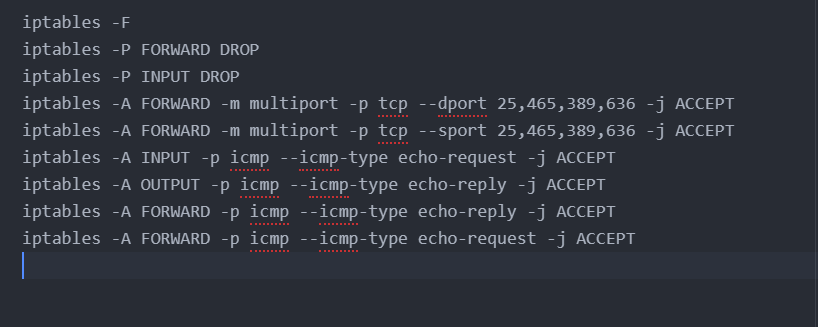 iptables -F
iptables -P FORWARD DROP
iptables -P INPUT DROP
iptables -A FORWARD -m multiport -p tcp --dport 25,465,389,636 -j ACCEPT
iptables -A FORWARD -m multiport -p tcp --sport 25,465,389,636 -j ACCEPT
iptables -A INPUT -p icmp --icmp-type echo-request -j ACCEPT
iptables -A OUTPUT -p icmp --icmp-type echo-reply -j ACCEPT
iptables -A FORWARD -p icmp --icmp-type echo-reply -j ACCEPT
iptables -A FORWARD -p icmp --icmp-type echo-request -j ACCEPT